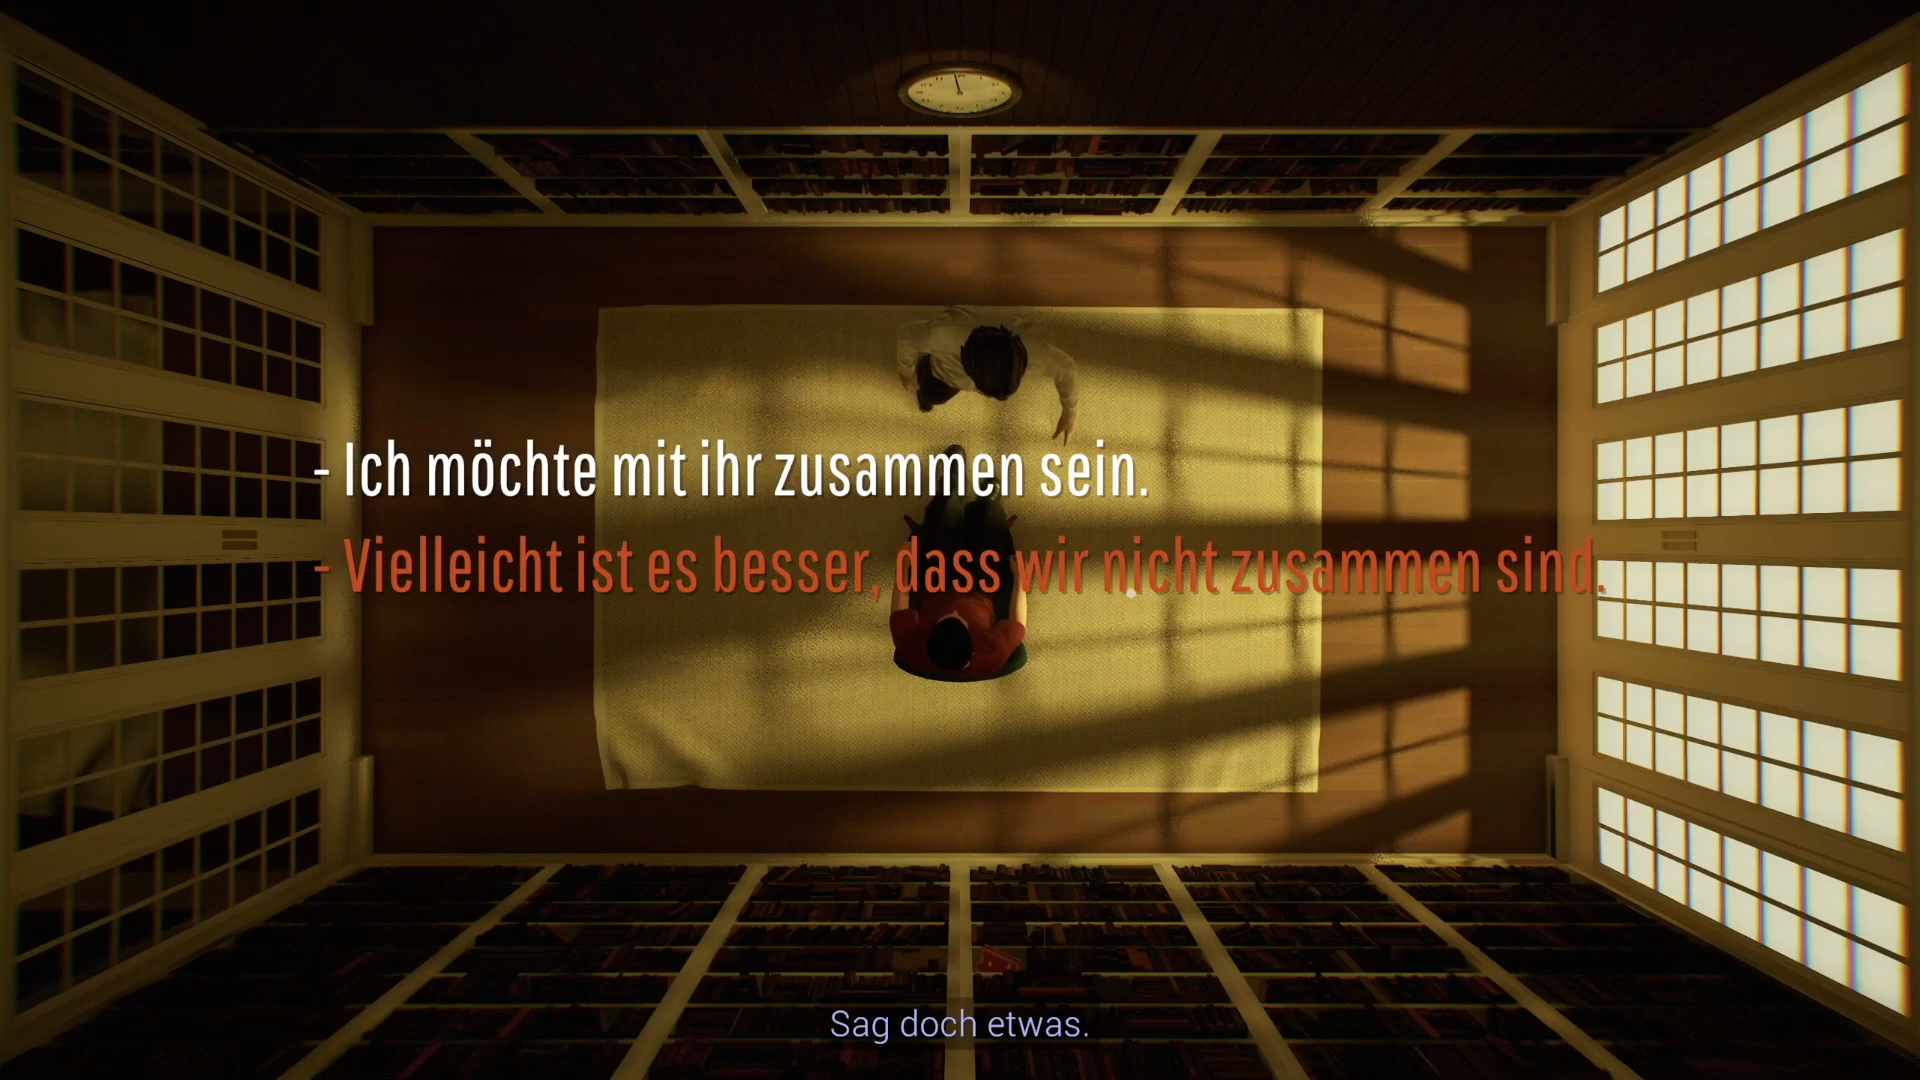 - Ich möchte mit ihr zusammen sein.
- Vielleicht ist es besser, dass wir nicht zusammen sind.
Sag doch etwas.